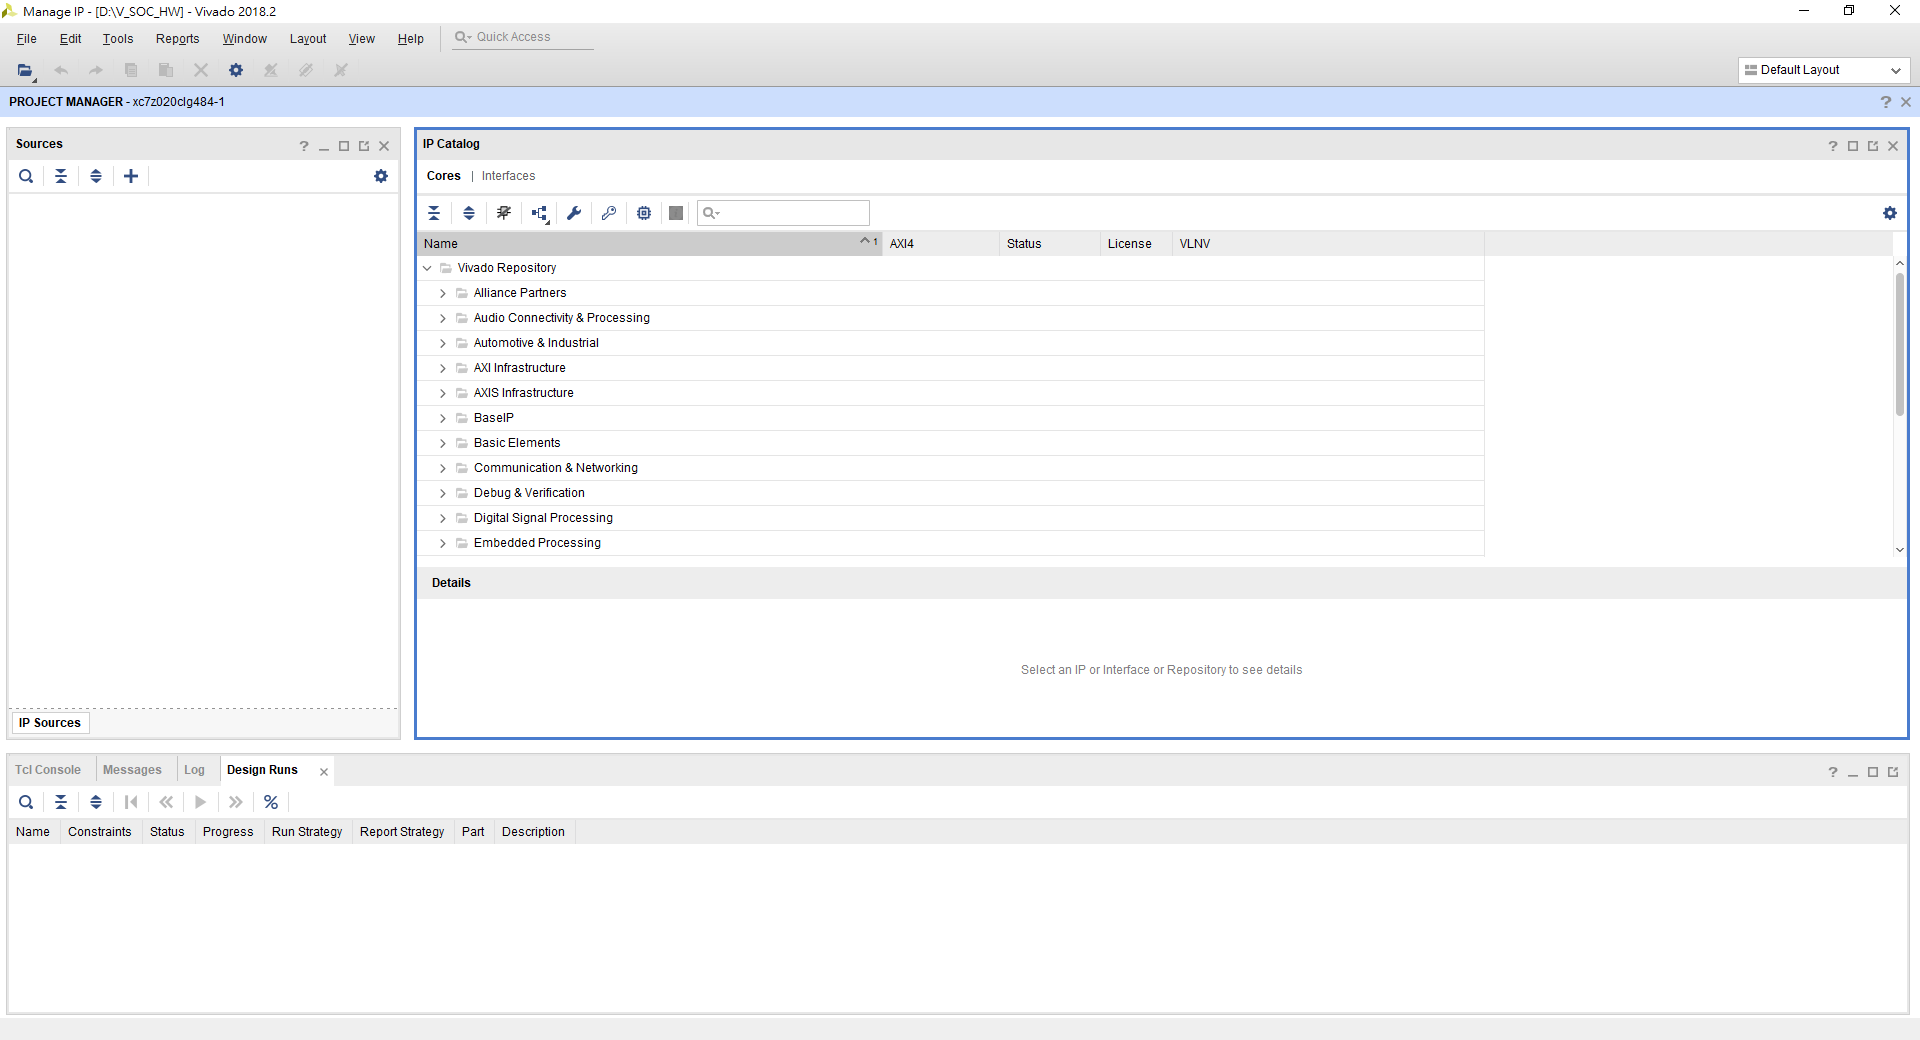 Manage IP - [D:\V_SOC_HW] - Vivado 2018.2
File Edit Tools Reports Window Layout View Help Quick Access
Default Layout
PROJECT MANAGER - xc7z020clg484-1
Sources
IP Catalog
Cores | Interfaces
Name 1 AXI4 Status License VLNV
Vivado Repository
Alliance Partners
Audio Connectivity & Processing
Automotive & Industrial
AXI Infrastructure
AXIS Infrastructure
BaseIP
Basic Elements
Communication & Networking
Debug & Verification
Digital Signal Processing
Embedded Processing
Details
Select an IP or Interface or Repository to see details
IP Sources
Tcl Console Messages Log Design Runs
Name Constraints Status Progress Run Strategy Report Strategy Part Description